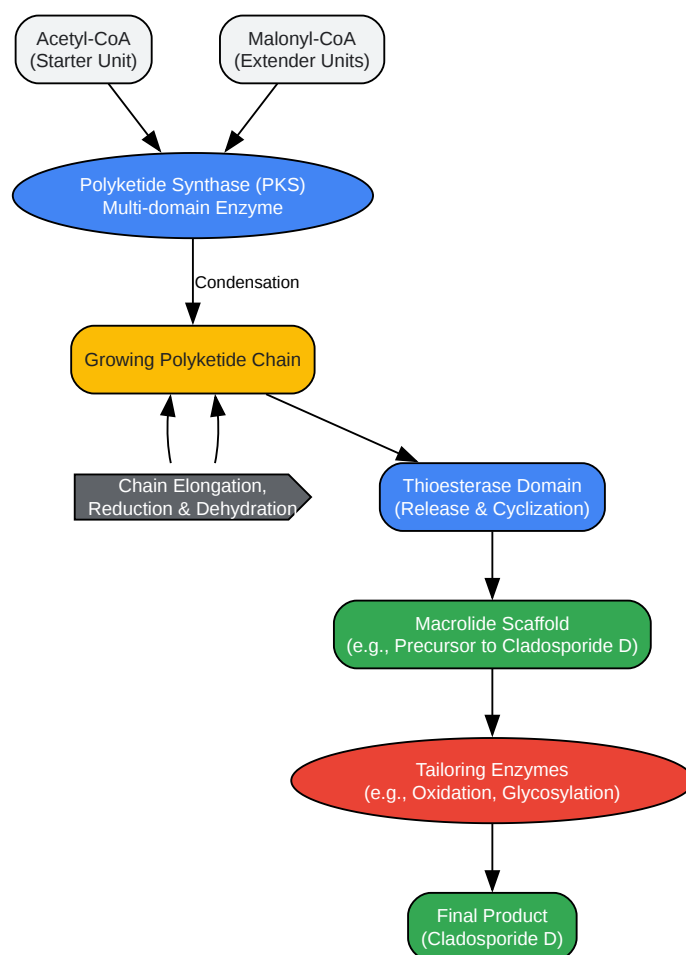 Acetyl-CoA
(Starter Unit)
Malonyl-CoA
(Extender Units)
Polyketide Synthase (PKS)
Multi-domain Enzyme
Condensation
Growing Polyketide Chain
Chain Elongation,
Reduction & Dehydration
Thioesterase Domain
(Release & Cyclization)
Macrolide Scaffold
(e.g., Precursor to Cladosporide D)
Tailoring Enzymes
(e.g., Oxidation, Glycosylation)
Final Product
(Cladosporide D)